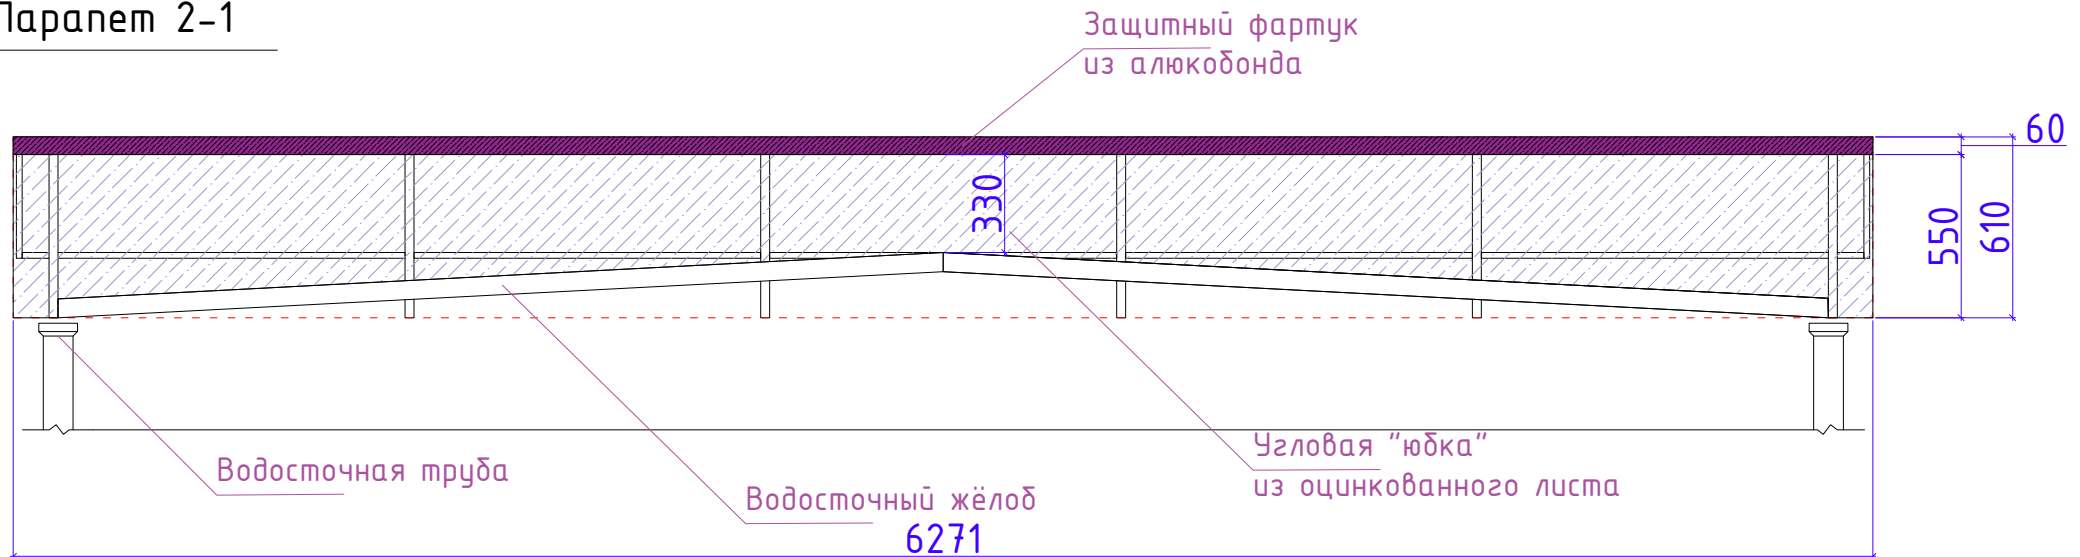 Парапет 2-1
Защитный фартук
из алюкобонда
60
330
550
610
Водосточная труба
Водосточный жёлоб
Угловая "юбка"
из оцинкованного листа
6271